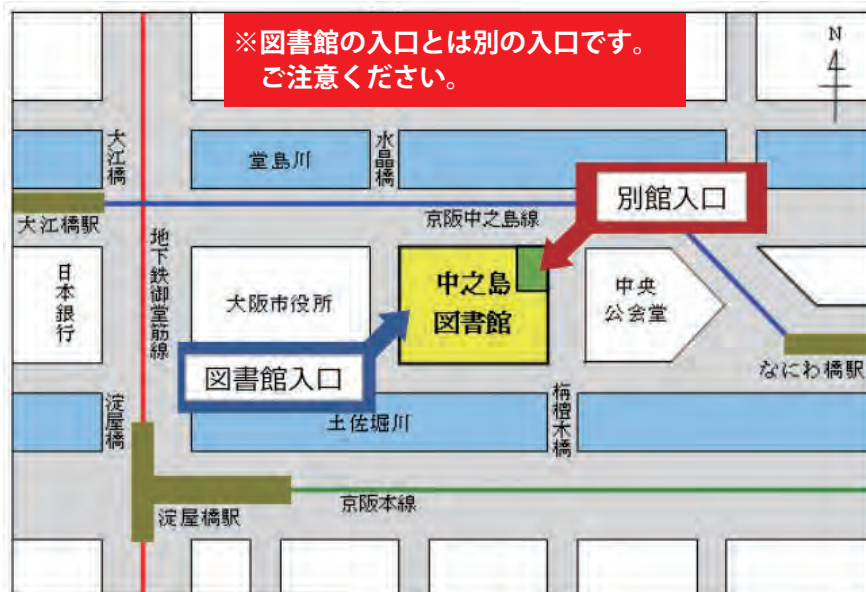 ※図書館の入口とは別の入口です。
ご注意ください。
N
大江橋
堂島川
水晶橋
別館入口
大江橋駅
京阪中之島線
地下鉄御堂筋線
日本銀行
大阪市役所
中之島
図書館
中央
公会堂
図書館入口
なにわ橋駅
淀屋橋
土佐堀川
栴檀木橋
淀屋橋駅
京阪本線